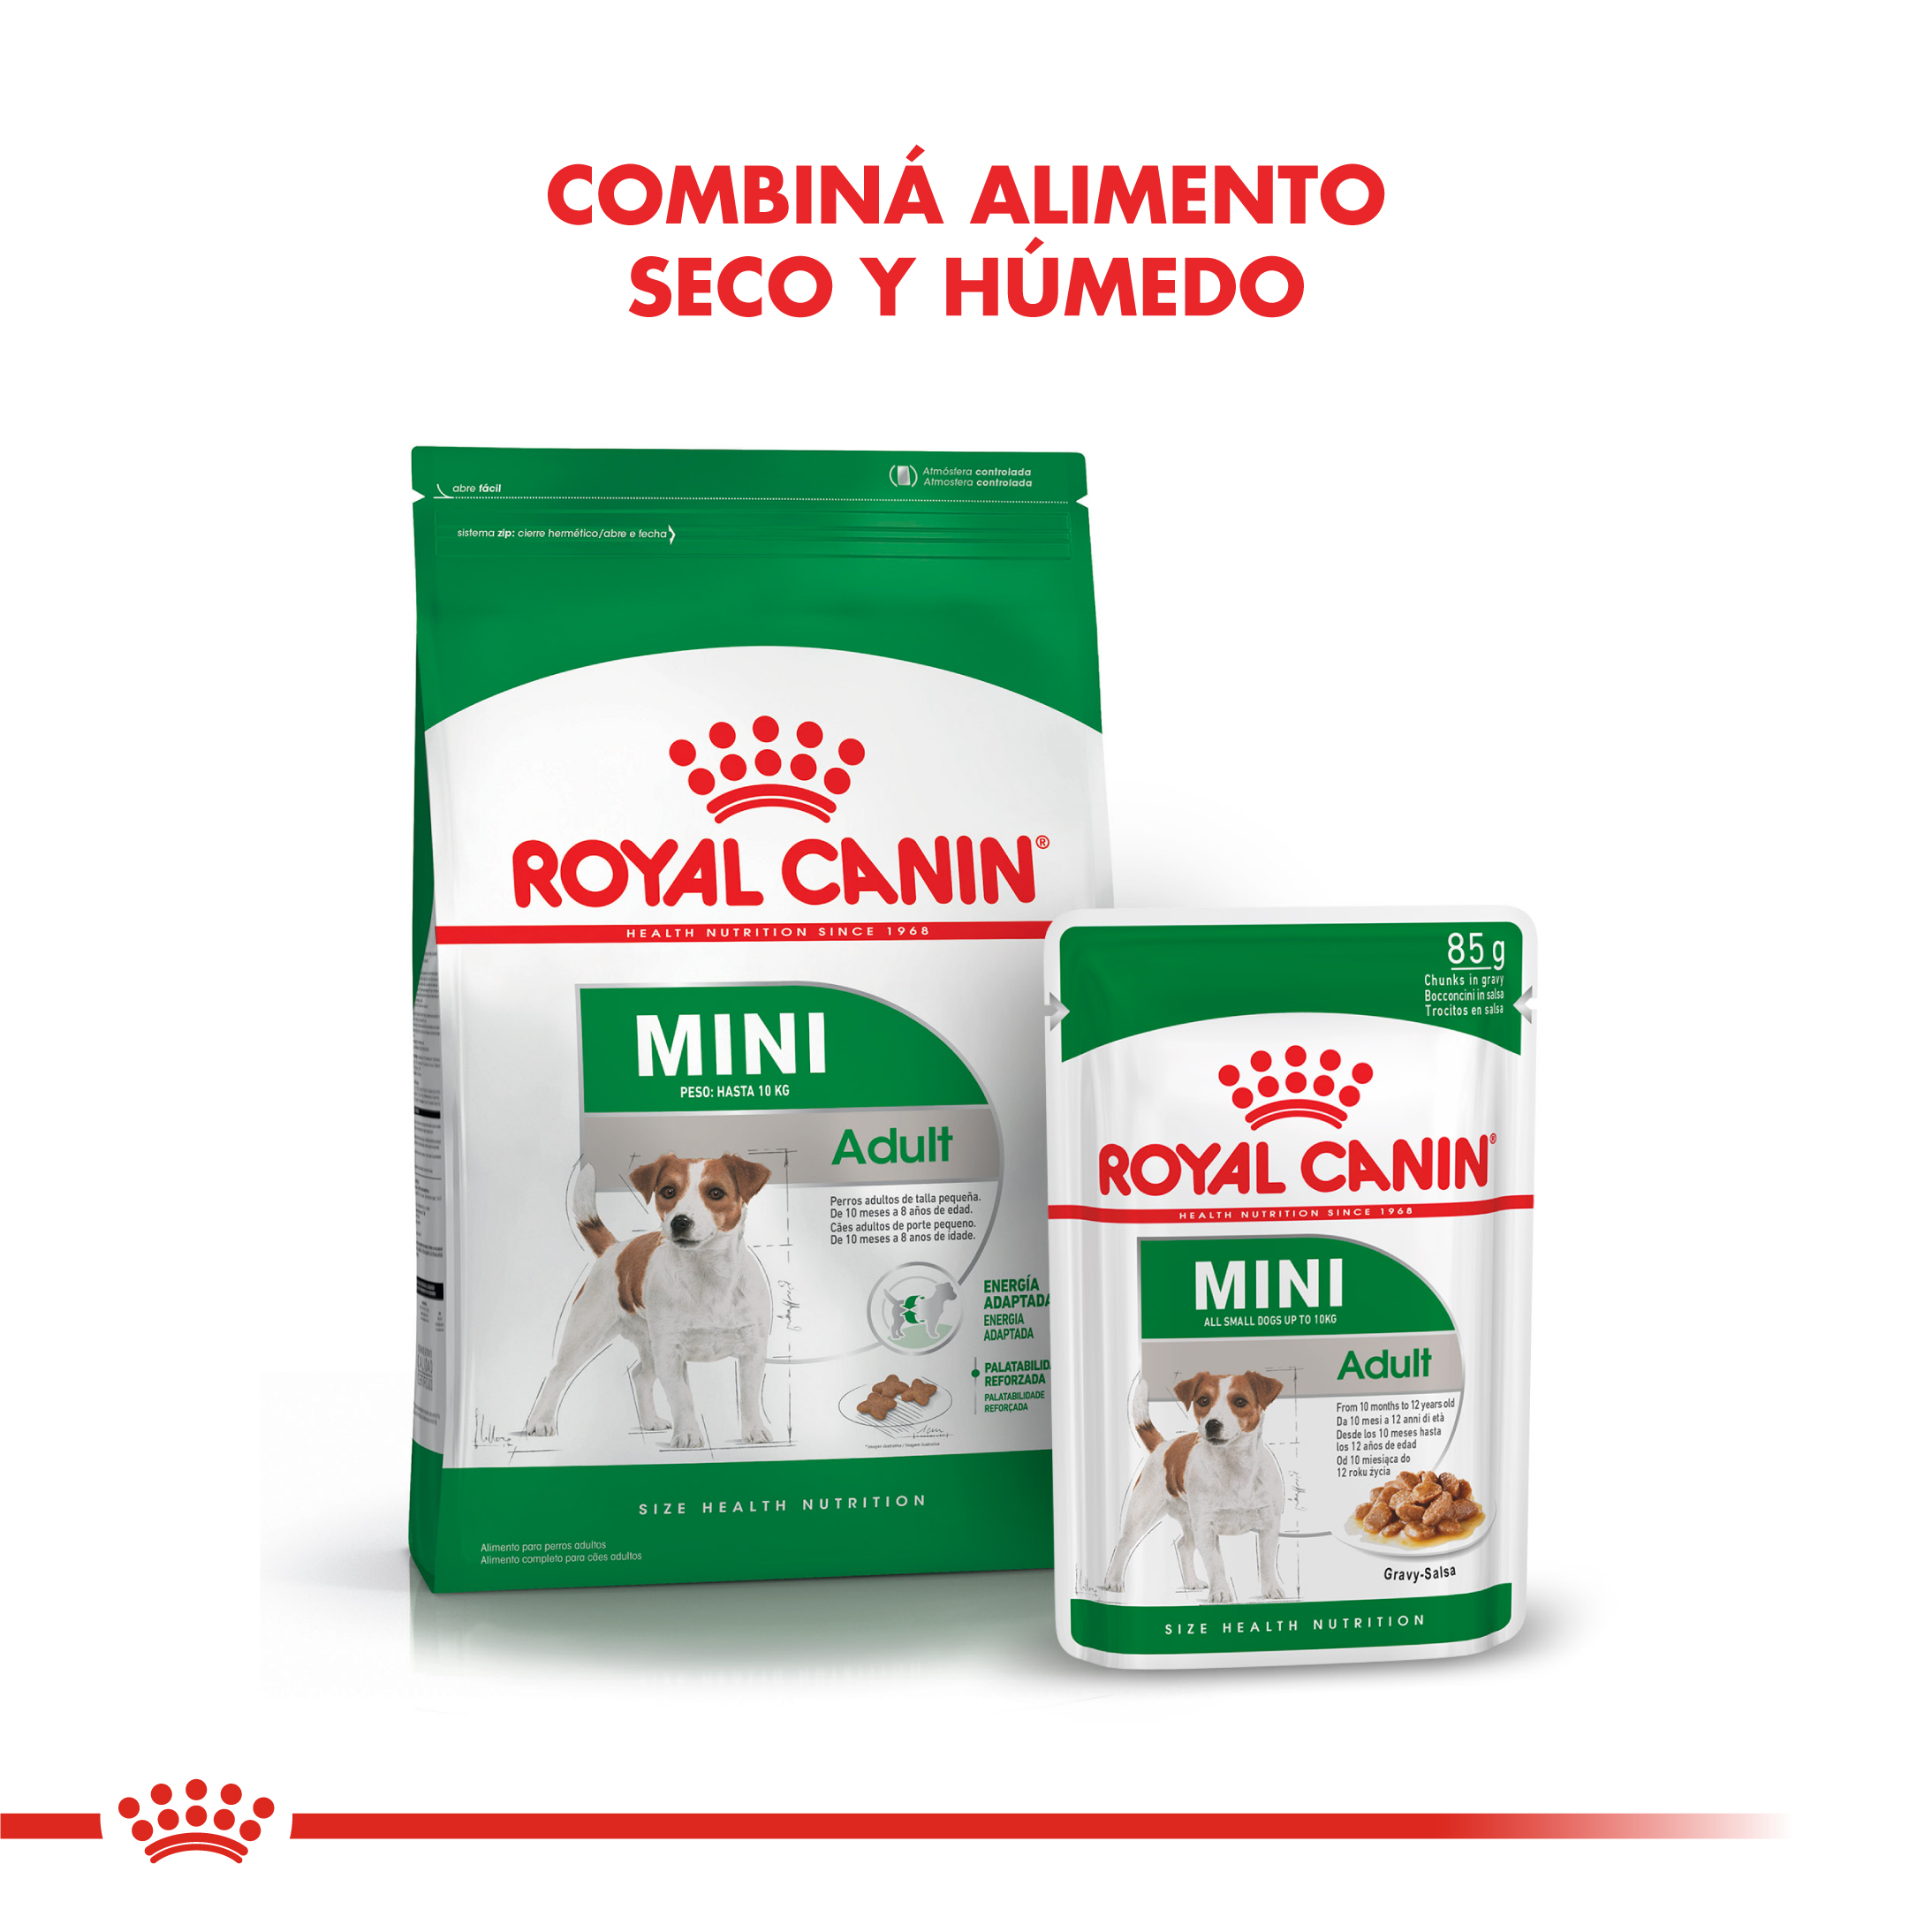 COMBINÁ ALIMENTO
SECO Y HÚMEDO
abre fácil
Atmósfera controlada
Atmosfera controlada
sistema zip: cierre hermético/abre e fecha
ROYAL CANIN®
HEALTH NUTRITION SINCE 1968
MINI
PESO: HASTA 10 KG
Adult
Perros adultos de talla pequeña.
De 10 meses a 8 años de edad.
Cães adultos de porte pequeno.
De 10 meses a 8 anos de idade.
ENERGÍA
ADAPTADA
ENERGIA
ADAPTADA
PALATABILID
REFORZADA
PALATABILIDADE
REFORÇADA
1cm
SIZE HEALTH NUTRITION
Alimento para perros adultos
Alimento completo para cães adultos
85 g
Chunks in gravy
Bocconcini in salsa
Trocitos en salsa
ROYAL CANIN®
HEALTH NUTRITION SINCE 1968
MINI
ALL SMALL DOGS UP TO 10KG
Adult
From 10 months to 12 years old
Da 10 mesi a 12 anni di età
Desde los 10 meses hasta
los 12 años de edad
Od 10 miesiąca do
12 roku życia
Gravy-Salsa
SIZE HEALTH NUTRITION